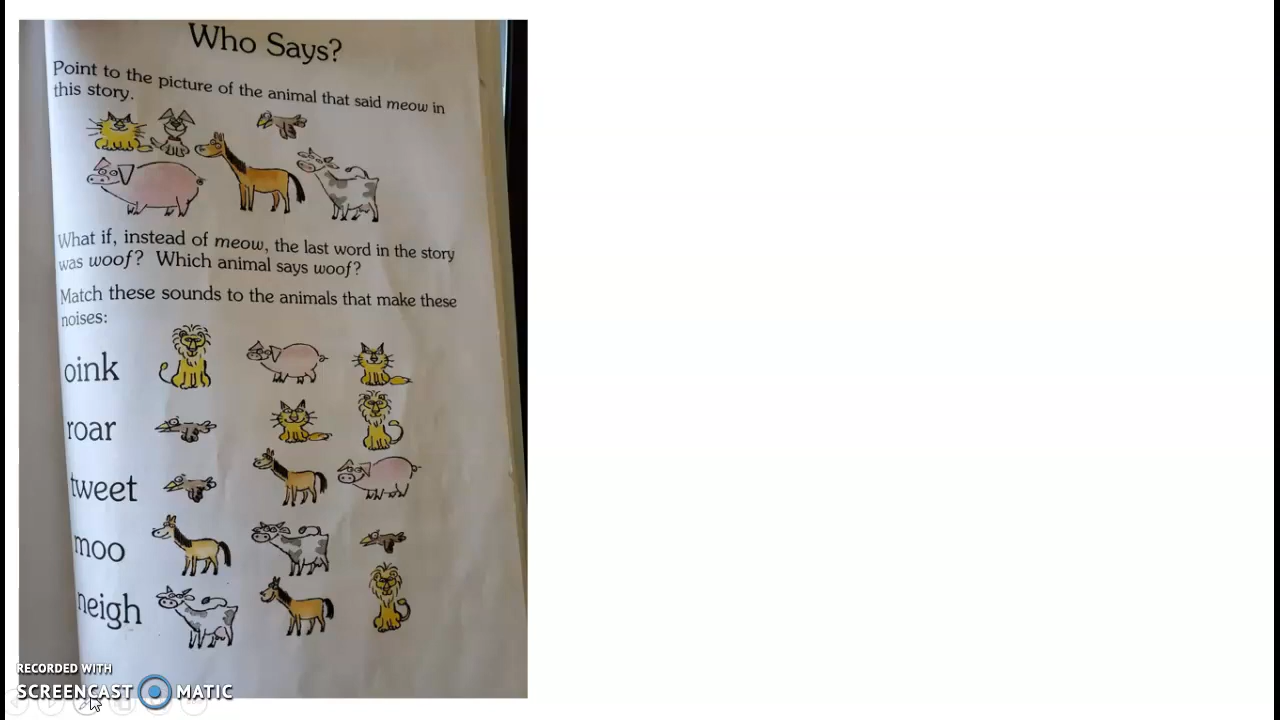 Who Says?
Point to the picture of the animal that said meow in
this story.
What if, instead of meow, the last word in the story
was woof? Which animal says woof?
Match these sounds to the animals that make these
noises:
oink
roar
tweet
moo
neigh
RECORDED WITH
SCREENCAST MATIC